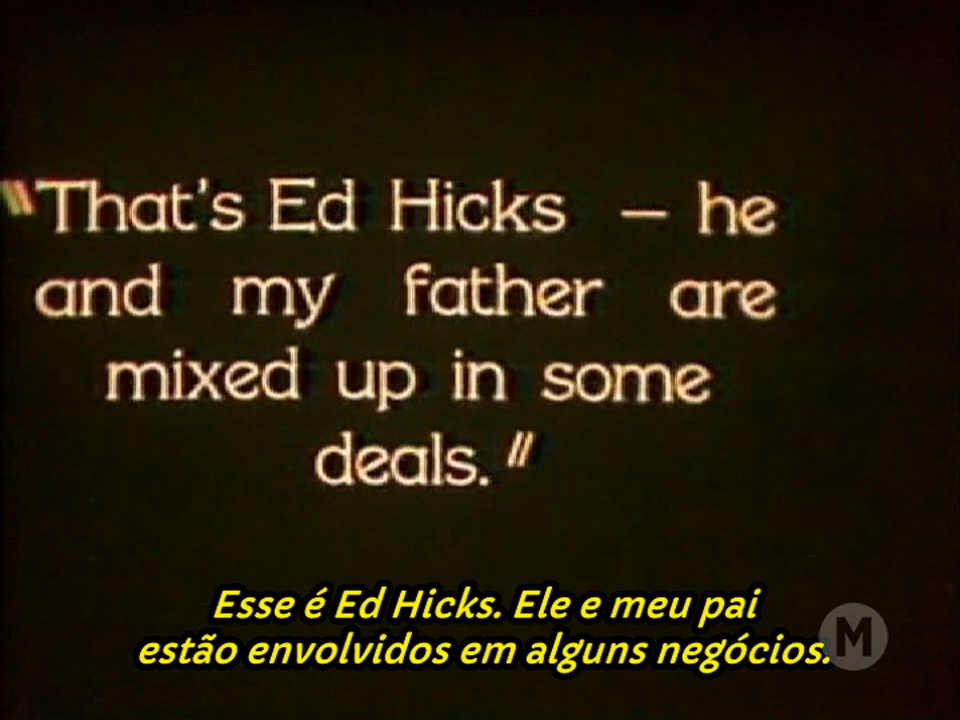 "That's Ed Hicks – he
and my father are
mixed up in some
deals."
Esse é Ed Hicks. Ele e meu pai
estão envolvidos em alguns negócios.
M